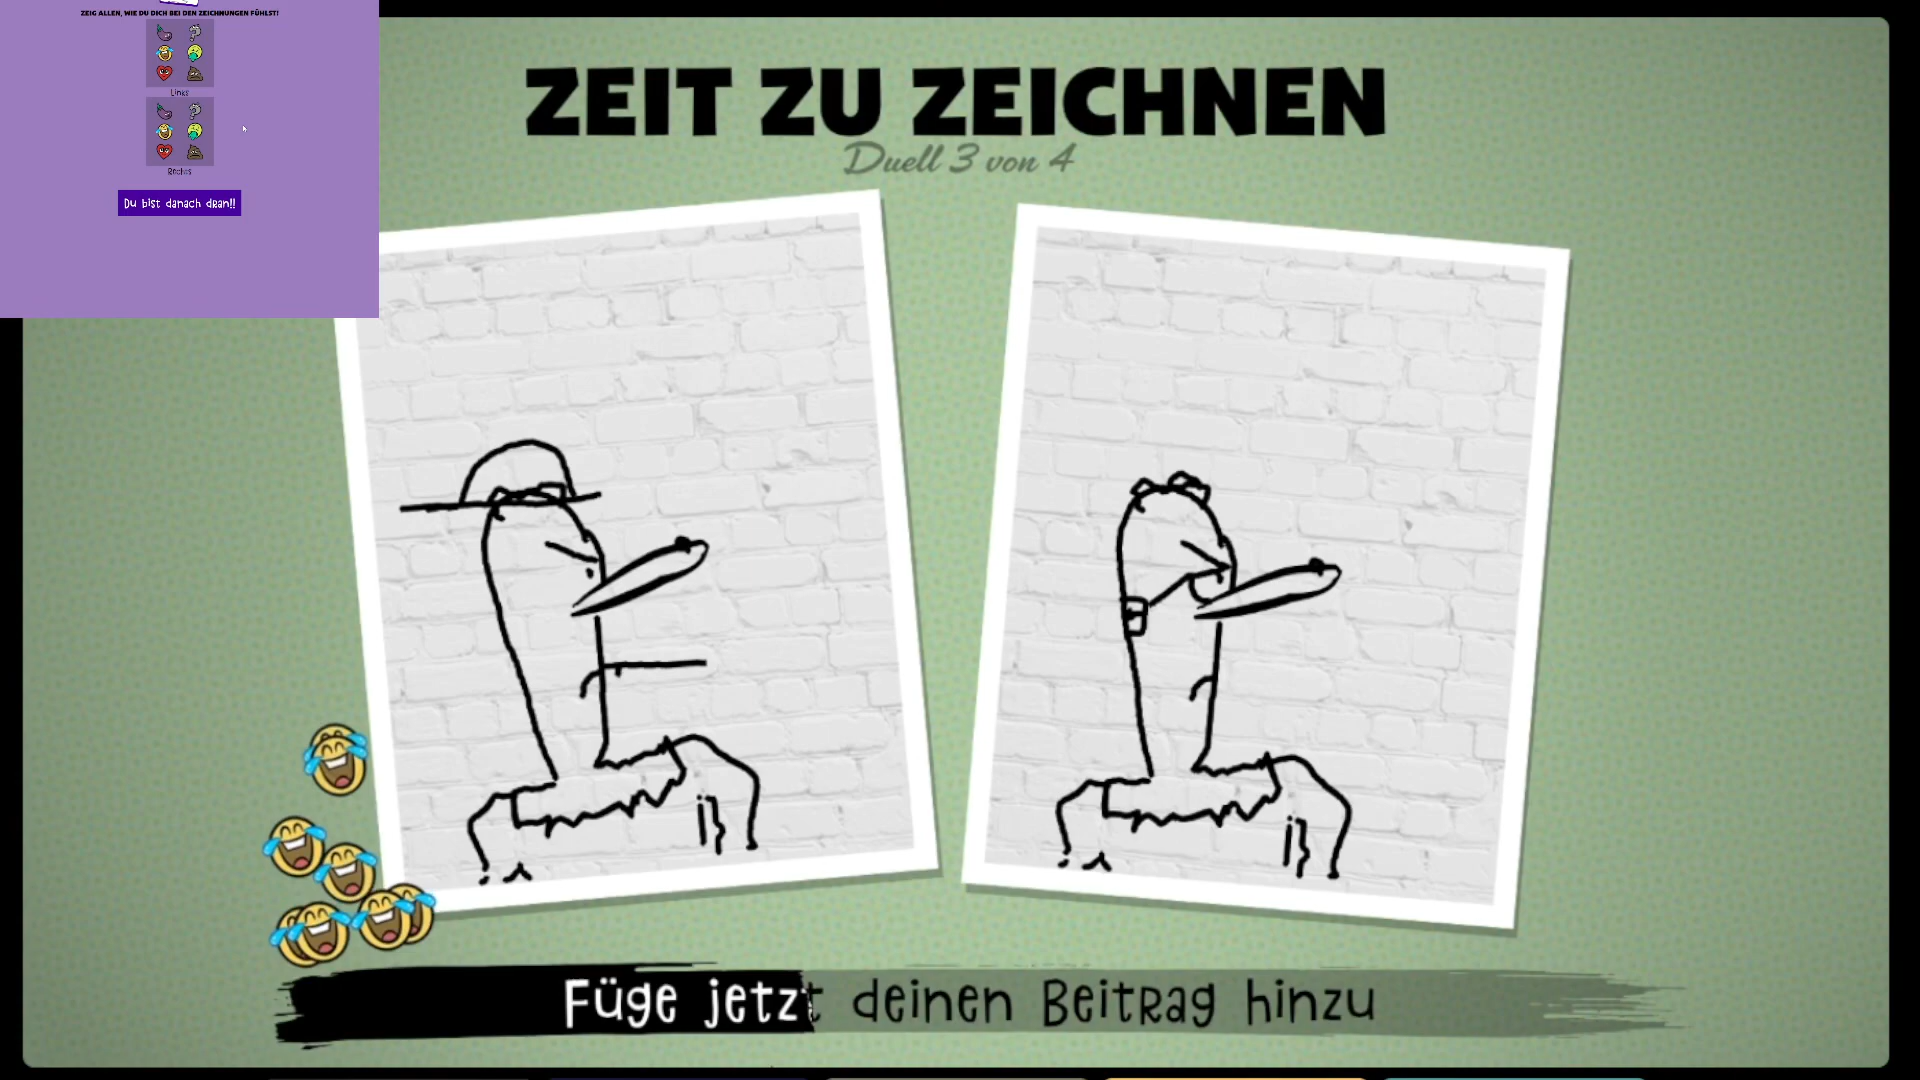 ZEIG ALLEN, WIE DU DICH BEI DEN ZEICHNUNGEN FÜHLST!
Links
Rechts
Du bist danach dran!!
ZEIT ZU ZEICHNEN
Duell 3 von 4
Füge jetzt deinen Beitrag hinzu